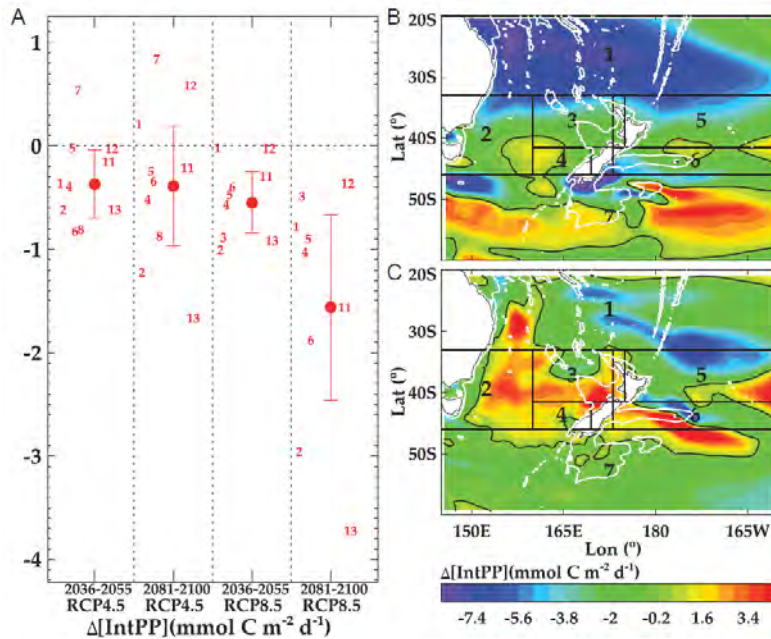 A
1
0
-1
-2
-3
-4
7
5
12
11
1
4
2
13
6
8
7
12
1
5
11
6
4
8
2
13
1
12
11
6
5
4
3
13
2
12
3
1
5
4
11
6
2
13
2036-2055 2081-2100 2036-2055 2081-2100
RCP4.5 RCP4.5 RCP8.5 RCP8.5
Δ[IntPP](mmol C m⁻² d⁻¹)
B
20S
30S
40S
50S
Lat (°)
1
2 3 5
4 6
7
C
20S
30S
40S
50S
Lat (°)
1
2 3 5
4 6
7
150E 165E 180 165W
Lon (°)
Δ[IntPP](mmol C m⁻² d⁻¹)
-7.4 -5.6 -3.8 -2 -0.2 1.6 3.4